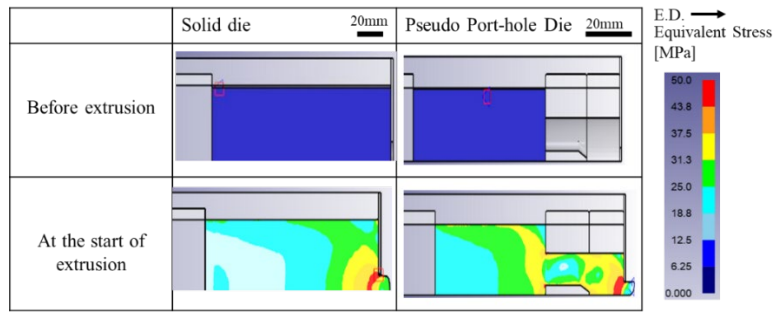 Solid die
20mm
Pseudo Port-hole Die
20mm
E.D.
Equivalent Stress
[MPa]
Before extrusion
At the start of
extrusion
50.0
43.8
37.5
31.3
25.0
18.8
12.5
6.25
0.000